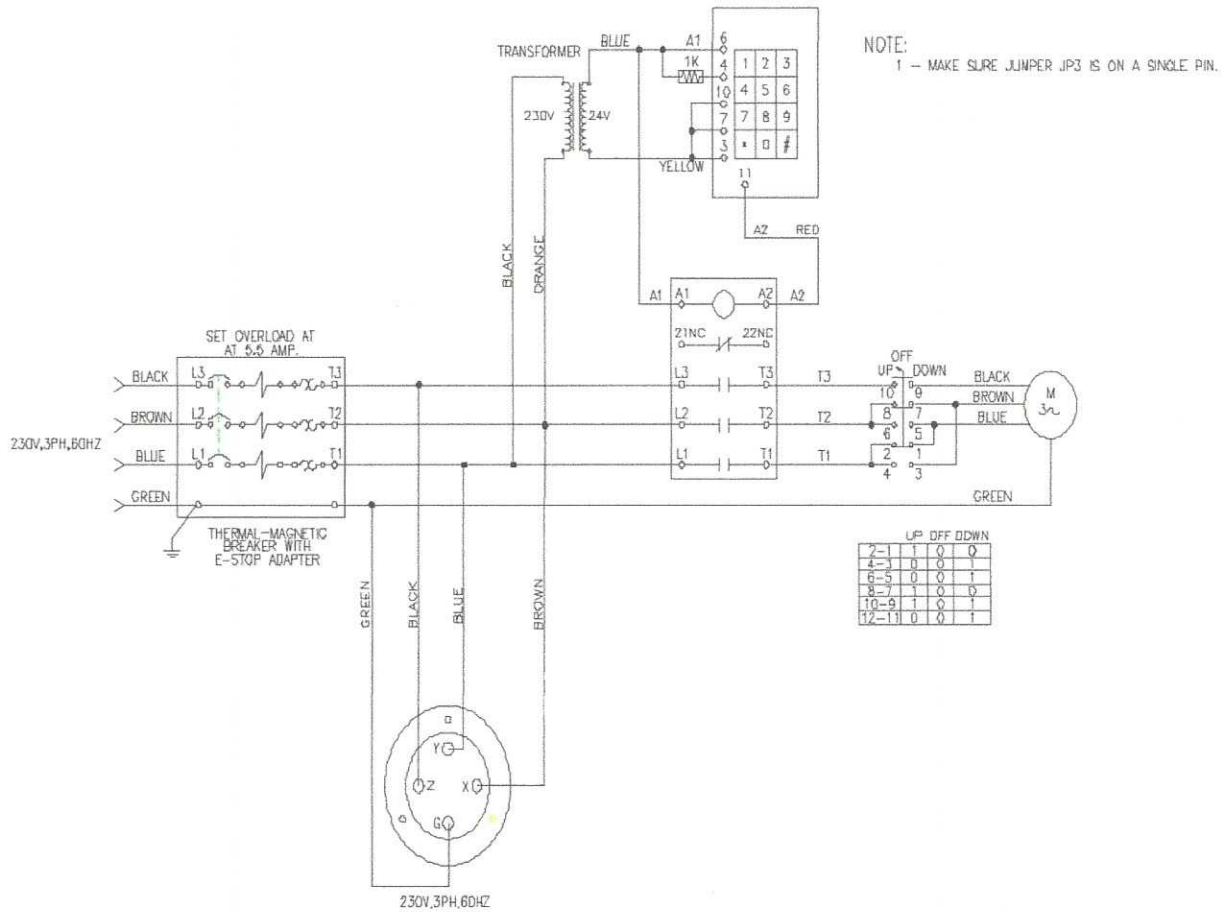 NOTE:
1 - MAKE SURE JUMPER JP3 IS ON A SINGLE PIN.
TRANSFORMER
BLUE
A1
6
1K
4
10
7
3
11
1 2 3
4 5 6
7 8 9
* 0 #
230V
24V
YELLOW
A2 RED
BLACK
ORANGE
A1
A1
A2
A2
21NC
22NC
SET OVERLOAD AT
AT 5.5 AMP.
OFF
UP DOWN
BLACK
L3
T3
L3
T3
T3
10
9
BLACK
BROWN
L2
T2
L2
T2
T2
8
7
BROWN
BLUE
M
3~
6
5
230V,3PH,60HZ
BLUE
L1
T1
L1
T1
T1
2
1
4
3
GREEN
GREEN
THERMAL-MAGNETIC
BREAKER WITH
E-STOP ADAPTER
UP OFF DOWN
2-1 1 0 0
4-3 0 0 1
6-5 0 0 1
8-7 1 0 0
10-9 1 0 1
12-11 0 0 1
GREEN
BLACK
BLUE
BROWN
Y
Z
X
G
230V,3PH,60HZ